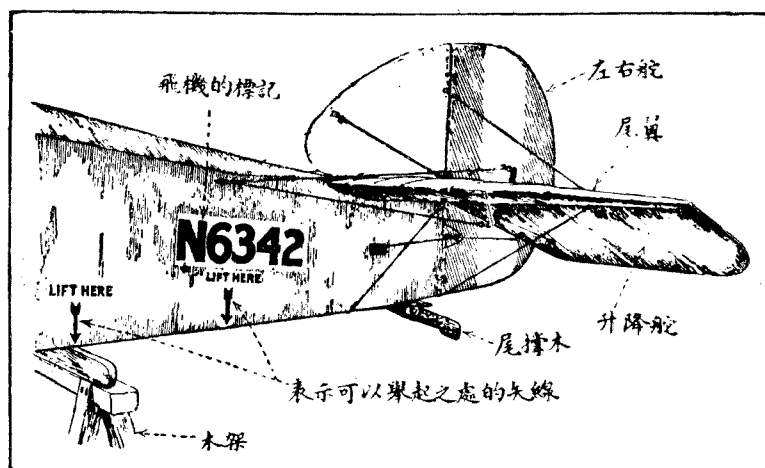 左右舵
飛機的標記
尾翼
N6342
LIFT HERE
LIFT HERE
升降舵
尾撐木
表示可以舉起之處的矢線
木架